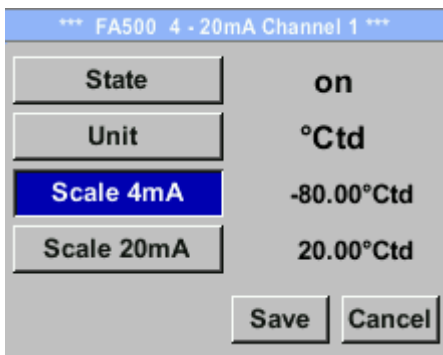 *** FA500 4 - 20mA Channel 1 ***
State on
Unit °Ctd
Scale 4mA -80.00°Ctd
Scale 20mA 20.00°Ctd
Save Cancel